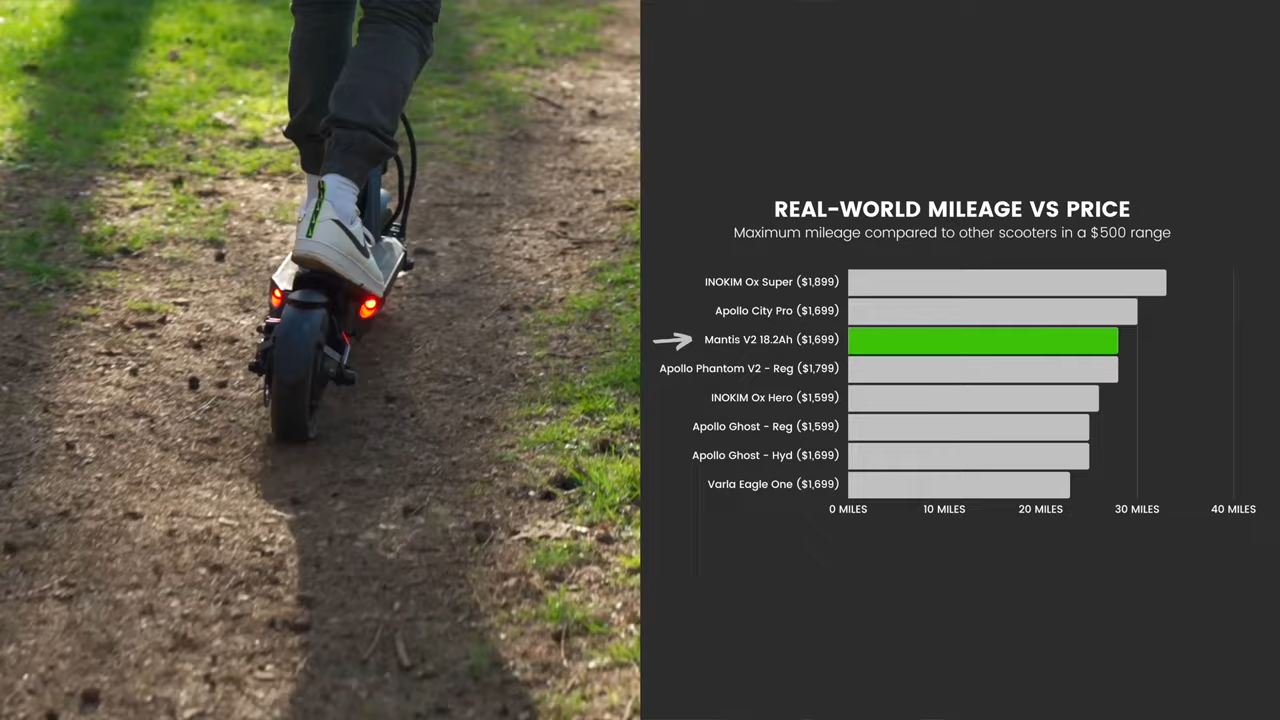 REAL-WORLD MILEAGE VS PRICE
Maximum mileage compared to other scooters in a $500 range
INOKIM Ox Super ($1,899)
Apollo City Pro ($1,699)
Mantis V2 18.2Ah ($1,699)
Apollo Phantom V2 - Reg ($1,799)
INOKIM Ox Hero ($1,599)
Apollo Ghost - Reg ($1,599)
Apollo Ghost - Hyd ($1,699)
Varla Eagle One ($1,699)
0 MILES 10 MILES 20 MILES 30 MILES 40 MILES